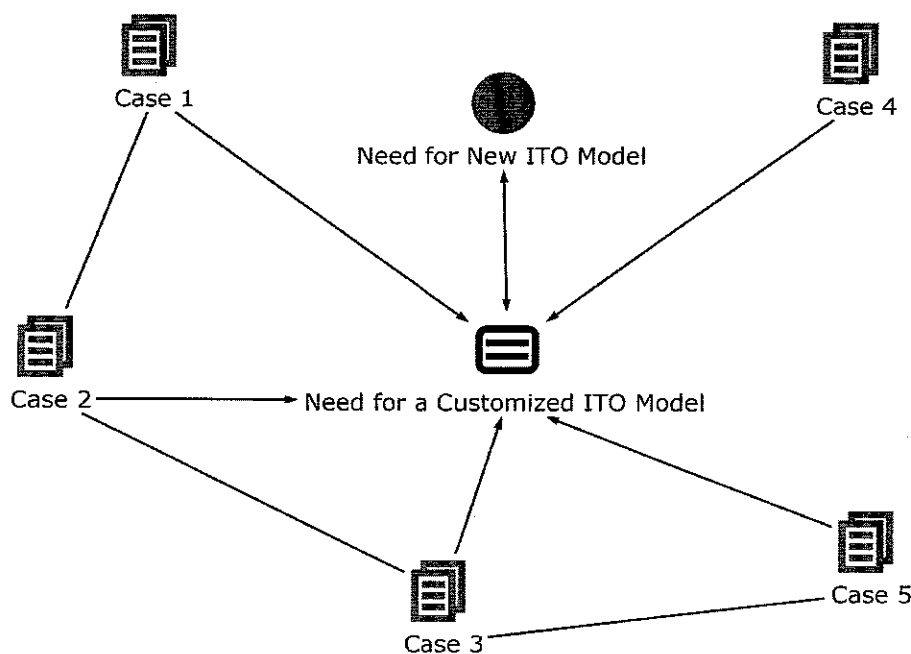 Case 1
Case 4
Need for New ITO Model
Case 2
Need for a Customized ITO Model
Case 5
Case 3